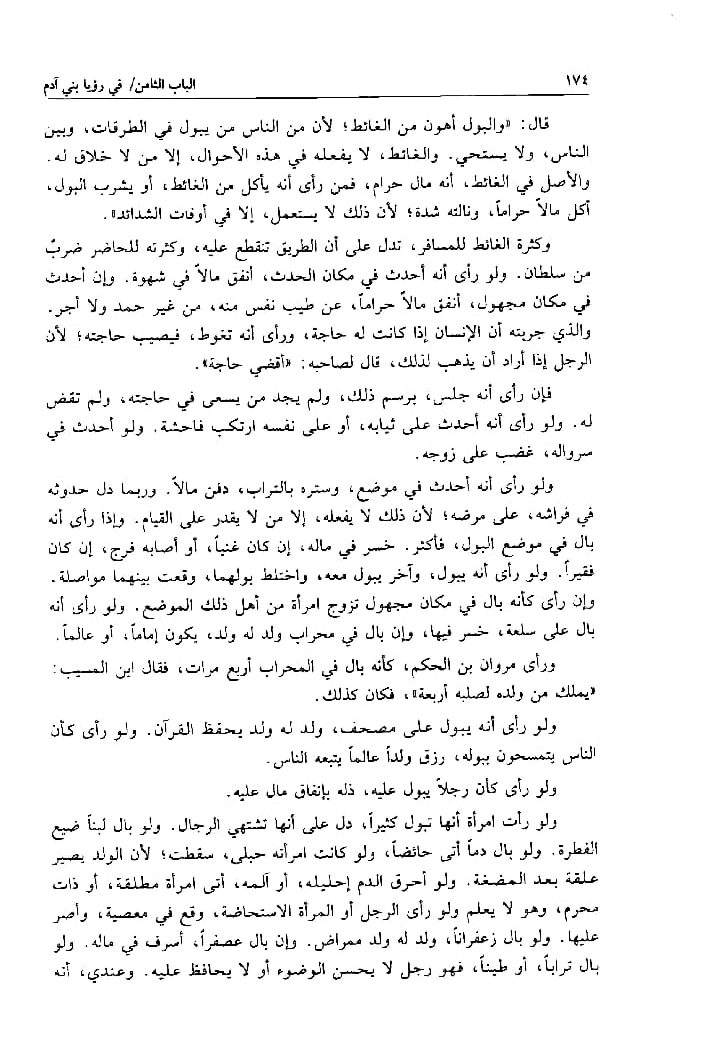 ١٧٤ الباب الثامن/ في رؤيا بني آدم
قال: «والبول أهون من الغائط؛ لأن من الناس من يبول في الطرقات، وبين
الناس، ولا يستحي. والغائط، لا يفعله في هذه الأحوال، إلا من لا خلاق له.
والأصل في الغائط، أنه مال حرام، فمن رأى أنه يأكل من الغائط، أو يشرب البول،
أكل مالاً حراماً، ونالته شدة؛ لأن ذلك لا يستعمل، إلا في أوقات الشدائد».
وكثرة الغائط للمسافر، تدل على أن الطريق تنقطع عليه، وكثرته للحاضر ضربٌ
من سلطان. ولو رأى أنه أحدث في مكان الحدث، أنفق مالاً في شهوة. وإن أحدث
في مكان مجهول، أنفق مالاً حراماً، عن طيب نفس منه، من غير حمد ولا أجر.
والذي جربته أن الإنسان إذا كانت له حاجة، ورأى أنه تغوط، فيصيب حاجته؛ لأن
الرجل إذا أراد أن يذهب لذلك، قال لصاحبه: «أقضي حاجة».
فإن رأى أنه جلس، برسم ذلك، ولم يجد من يسعى في حاجته، ولم تقض
له. ولو رأى أنه أحدث على ثيابه، أو على نفسه ارتكب فاحشة. ولو أحدث في
سرواله، غضب على زوجه.
ولو رأى أنه أحدث في موضع، وستره بالتراب، دفن مالاً. وربما دل حدوثه
في فراشه، على مرضه؛ لأن ذلك لا يفعله، إلا من لا يقدر على القيام. وإذا رأى أنه
بال في موضع البول، فأكثر. خسر في ماله، إن كان غنياً، أو أصابه فرج، إن كان
فقيراً. ولو رأى أنه يبول، وآخر يبول معه، واختلط بولهما، وقعت بينهما مواصلة.
وإن رأى كأنه بال في مكان مجهول تزوج امرأة من أهل ذلك الموضع. ولو رأى أنه
بال على سلعة، خسر فيها، وإن بال في محراب ولد له ولد، يكون إماماً، أو عالماً.
ورأى مروان بن الحكم، كأنه بال في المحراب أربع مرات، فقال ابن المسيب:
«يملك من ولده لصلبه أربعة»، فكان كذلك.
ولو رأى أنه يبول على مصحف، ولد له ولد يحفظ القرآن. ولو رأى كأن
الناس يتمسحون ببوله، رزق ولداً عالماً يتبعه الناس.
ولو رأى كأن رجلاً يبول عليه، ذله بإنفاق مال عليه.
ولو رأت امرأة أنها تبول كثيراً، دل على أنها تشتهي الرجال. ولو بال لبناً ضيع
الفطرة. ولو بال دماً أتى حائضاً، ولو كانت امرأته حبلى، سقطت؛ لأن الولد يصير
علقة بعد المضغة. ولو أحرق الدم إحليله، أو آلمه، أتى امرأة مطلقة، أو ذات
محرم، وهو لا يعلم ولو رأى الرجل أو المرأة الاستحاضة، وقع في معصية، وأصر
عليها. ولو بال زعفراناً، ولد له ولد ممراض. وإن بال عصفراً، أسرف في ماله. ولو
بال تراباً، أو طيناً، فهو رجل لا يحسن الوضوء أو لا يحافظ عليه. وعندي، أنه